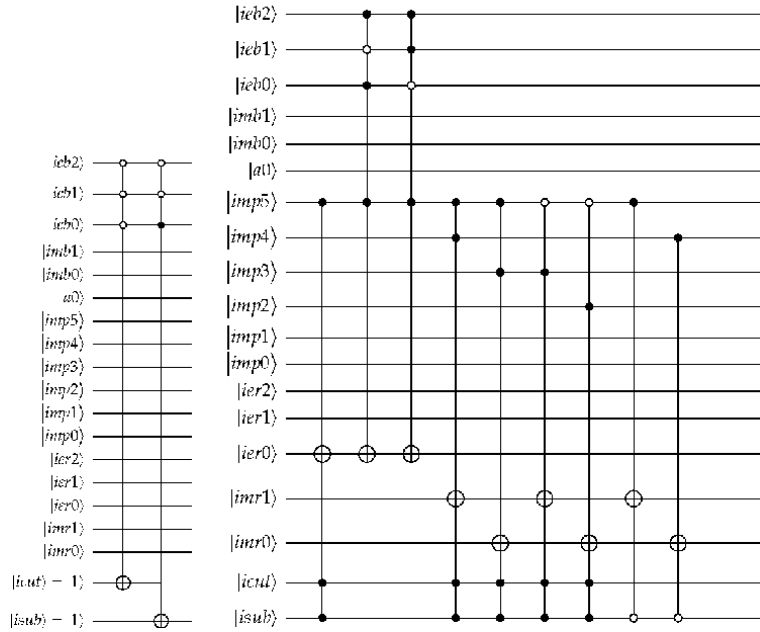 ieb2⟩
ieb1⟩
ieb0⟩
|imb1⟩
|imb0⟩
a0⟩
|imp5⟩
|imp4⟩
|imp3⟩
|imp2⟩
|imp1⟩
|imp0⟩
|ier2⟩
|ier1⟩
|ier0⟩
|imr1⟩
|imr0⟩
|icut⟩ = 1⟩
|isub⟩ = 1⟩
|ieb2⟩
|ieb1⟩
|ieb0⟩
|imb1⟩
|imb0⟩
|a0⟩
|imp5⟩
|imp4⟩
|imp3⟩
|imp2⟩
|imp1⟩
|imp0⟩
|ier2⟩
|ier1⟩
|ier0⟩
|imr1⟩
|imr0⟩
|icul⟩
|isub⟩